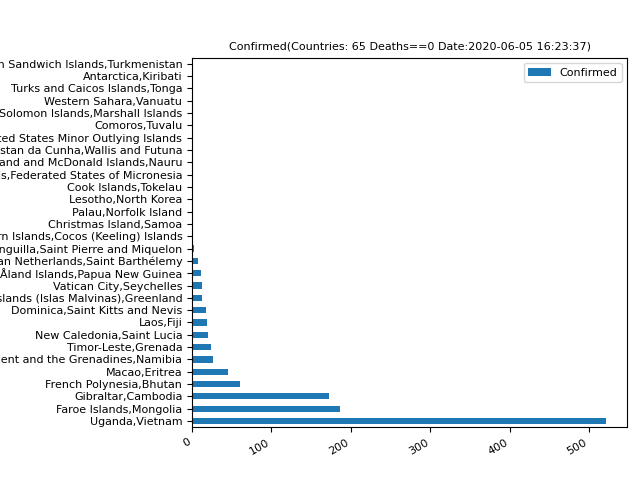 Confirmed(Countries: 65 Deaths==0 Date:2020-06-05 16:23:37)
Confirmed
Sandwich Islands,Turkmenistan
Antarctica,Kiribati
Turks and Caicos Islands,Tonga
Western Sahara,Vanuatu
Solomon Islands,Marshall Islands
Comoros,Tuvalu
States Minor Outlying Islands
da Cunha,Wallis and Futuna
and McDonald Islands,Nauru
Federated States of Micronesia
Cook Islands,Tokelau
Lesotho,North Korea
Palau,Norfolk Island
Christmas Island,Samoa
Islands,Cocos (Keeling) Islands
nguilla,Saint Pierre and Miquelon
an Netherlands,Saint Barthélemy
Åland Islands,Papua New Guinea
Vatican City,Seychelles
slands (Islas Malvinas),Greenland
Dominica,Saint Kitts and Nevis
Laos,Fiji
New Caledonia,Saint Lucia
Timor-Leste,Grenada
ent and the Grenadines,Namibia
Macao,Eritrea
French Polynesia,Bhutan
Gibraltar,Cambodia
Faroe Islands,Mongolia
Uganda,Vietnam
0 100 200 300 400 500